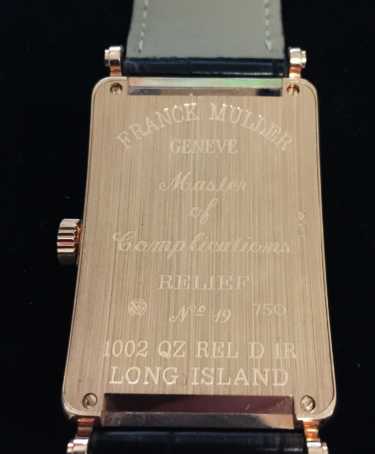 FRANCK MULLER
GENEVE
Master
of
Complications
RELIEF
Nº 19 750
1002 QZ REL D 1R
LONG ISLAND